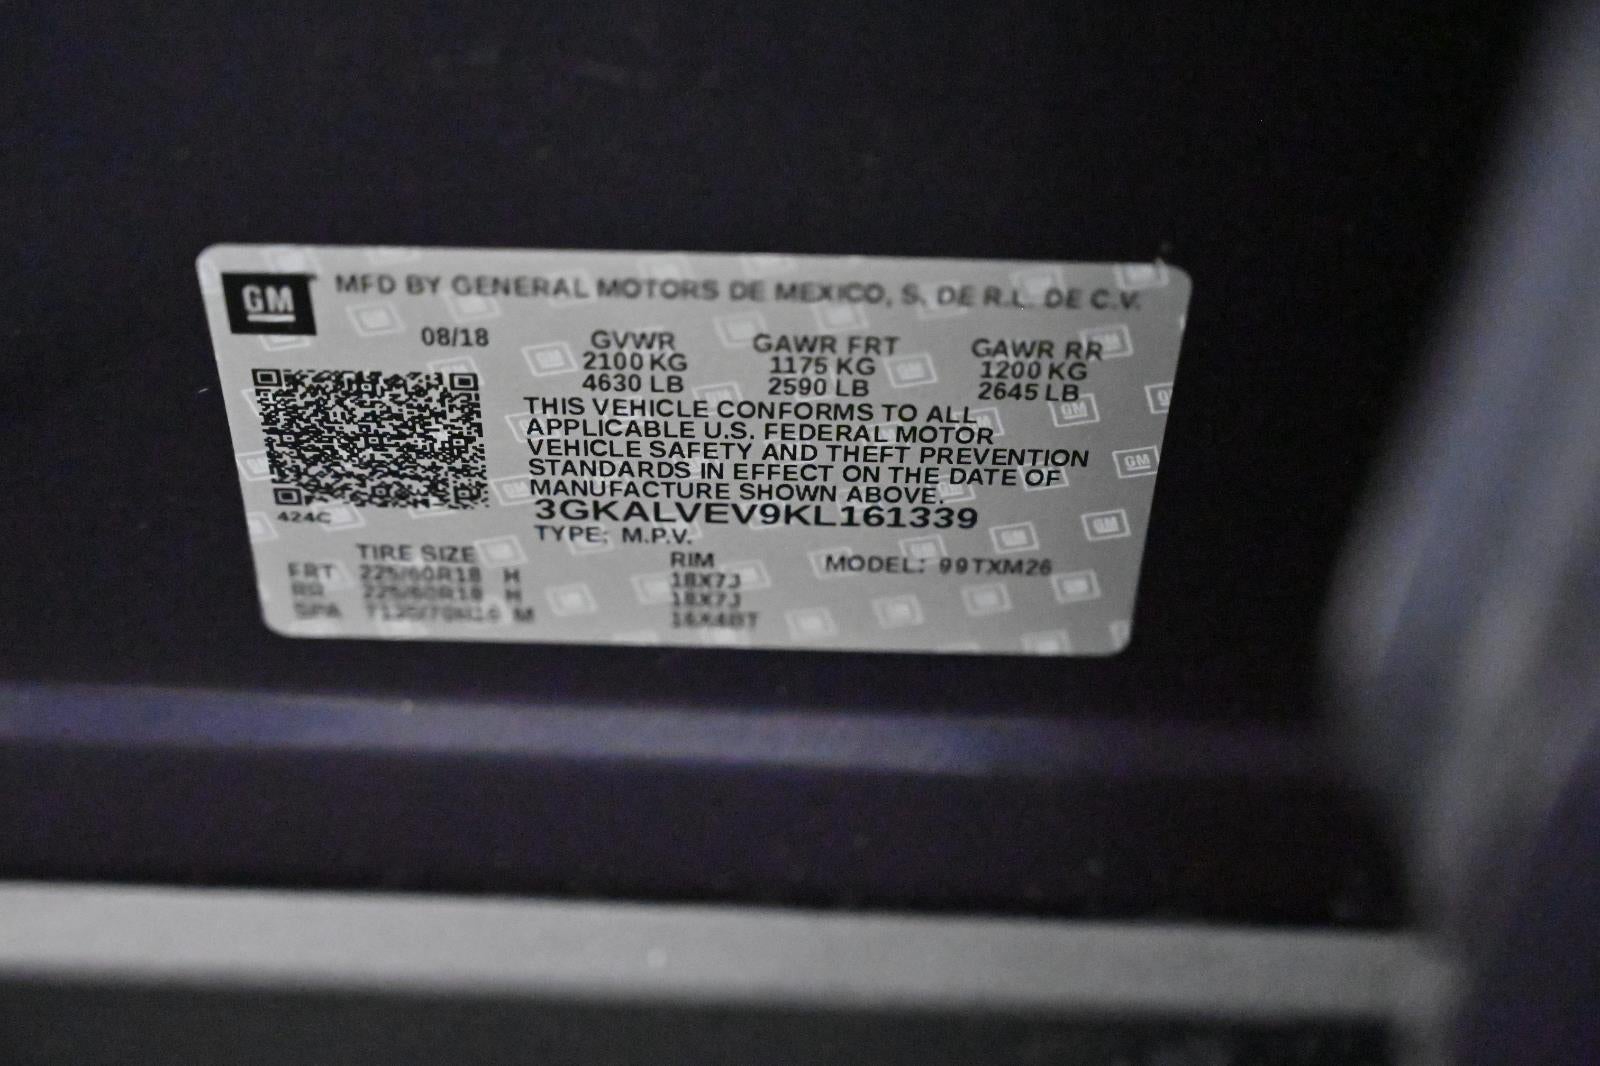 GM MFD BY GENERAL MOTORS DE MEXICO, S. DE R.L. DE C.V.
08/18 GVWR GAWR FRT GAWR RR
2100 KG 1175 KG 1200 KG
4630 LB 2590 LB 2645 LB
THIS VEHICLE CONFORMS TO ALL
APPLICABLE U.S. FEDERAL MOTOR
VEHICLE SAFETY AND THEFT PREVENTION
STANDARDS IN EFFECT ON THE DATE OF
MANUFACTURE SHOWN ABOVE.
3GKALVEV9KL161339
424C
TYPE: M.P.V.
TIRE SIZE RIM MODEL: 99TXM26
FRT 225/60R18 H 18X7J
RR 225/60R18 H 18X7J
SPA M